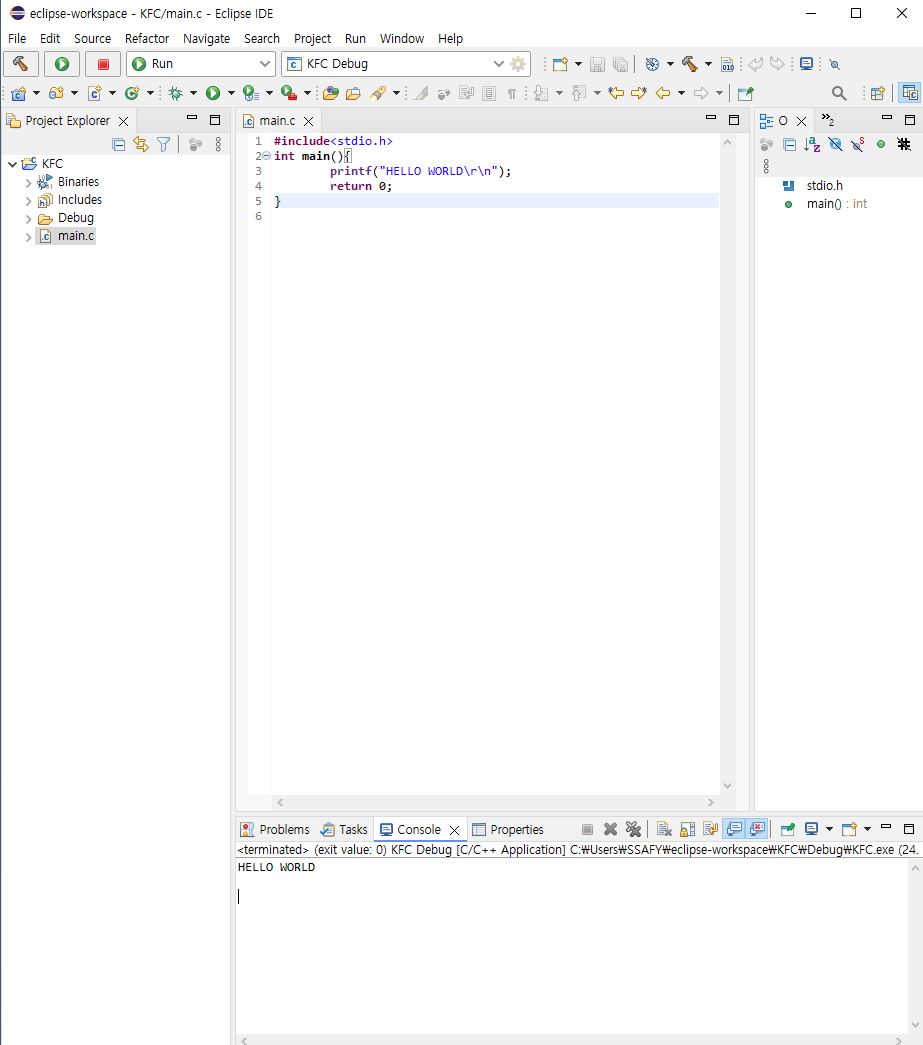 eclipse-workspace - KFC/main.c - Eclipse IDE
File Edit Source Refactor Navigate Search Project Run Window Help
Run
KFC Debug
Project Explorer
main.c
KFC
Binaries
Includes
Debug
main.c
1 #include<stdio.h>
2 int main(){
3 printf("HELLO WORLD\r\n");
4 return 0;
5 }
6
O
2
stdio.h
main() : int
Problems Tasks Console Properties
<terminated> (exit value: 0) KFC Debug [C/C++ Application] C:₩Users₩SSAFY₩eclipse-workspace₩KFC₩Debug₩KFC.exe (24.
HELLO WORLD